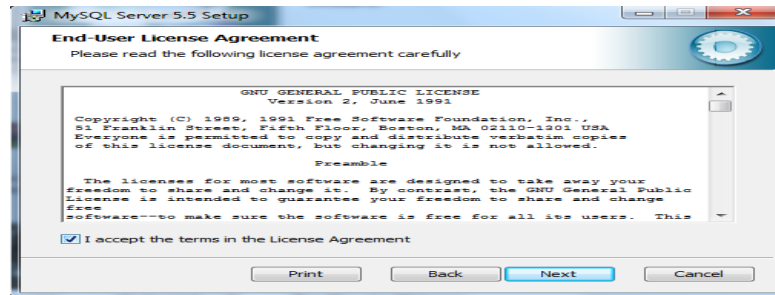 MySQL Server 5.5 Setup
End-User License Agreement
Please read the following license agreement carefully
GNU GENERAL PUBLIC LICENSE
Version 2, June 1991
Copyright (C) 1989, 1991 Free Software Foundation, Inc.,
51 Franklin Street, Fifth Floor, Boston, MA 02110-1301 USA
Everyone is permitted to copy and distribute verbatim copies
of this license document, but changing it is not allowed.
Preamble
The licenses for most software are designed to take away your
freedom to share and change it. By contrast, the GNU General Public
License is intended to guarantee your freedom to share and change
free
software--to make sure the software is free for all its users. This
I accept the terms in the License Agreement
Print Back Next Cancel